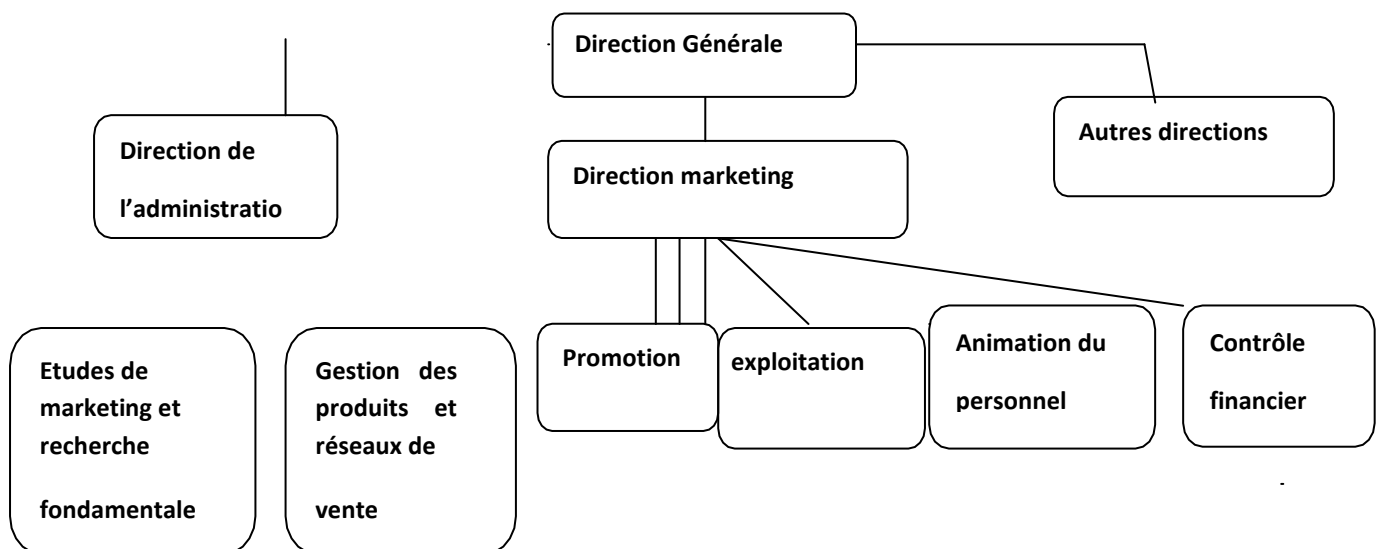 Direction Générale
Autres directions
Direction de
l’administratio
Direction marketing
Etudes de
marketing et
recherche
fondamentale
Gestion des
produits et
réseaux de
vente
Promotion
exploitation
Animation du
personnel
Contrôle
financier